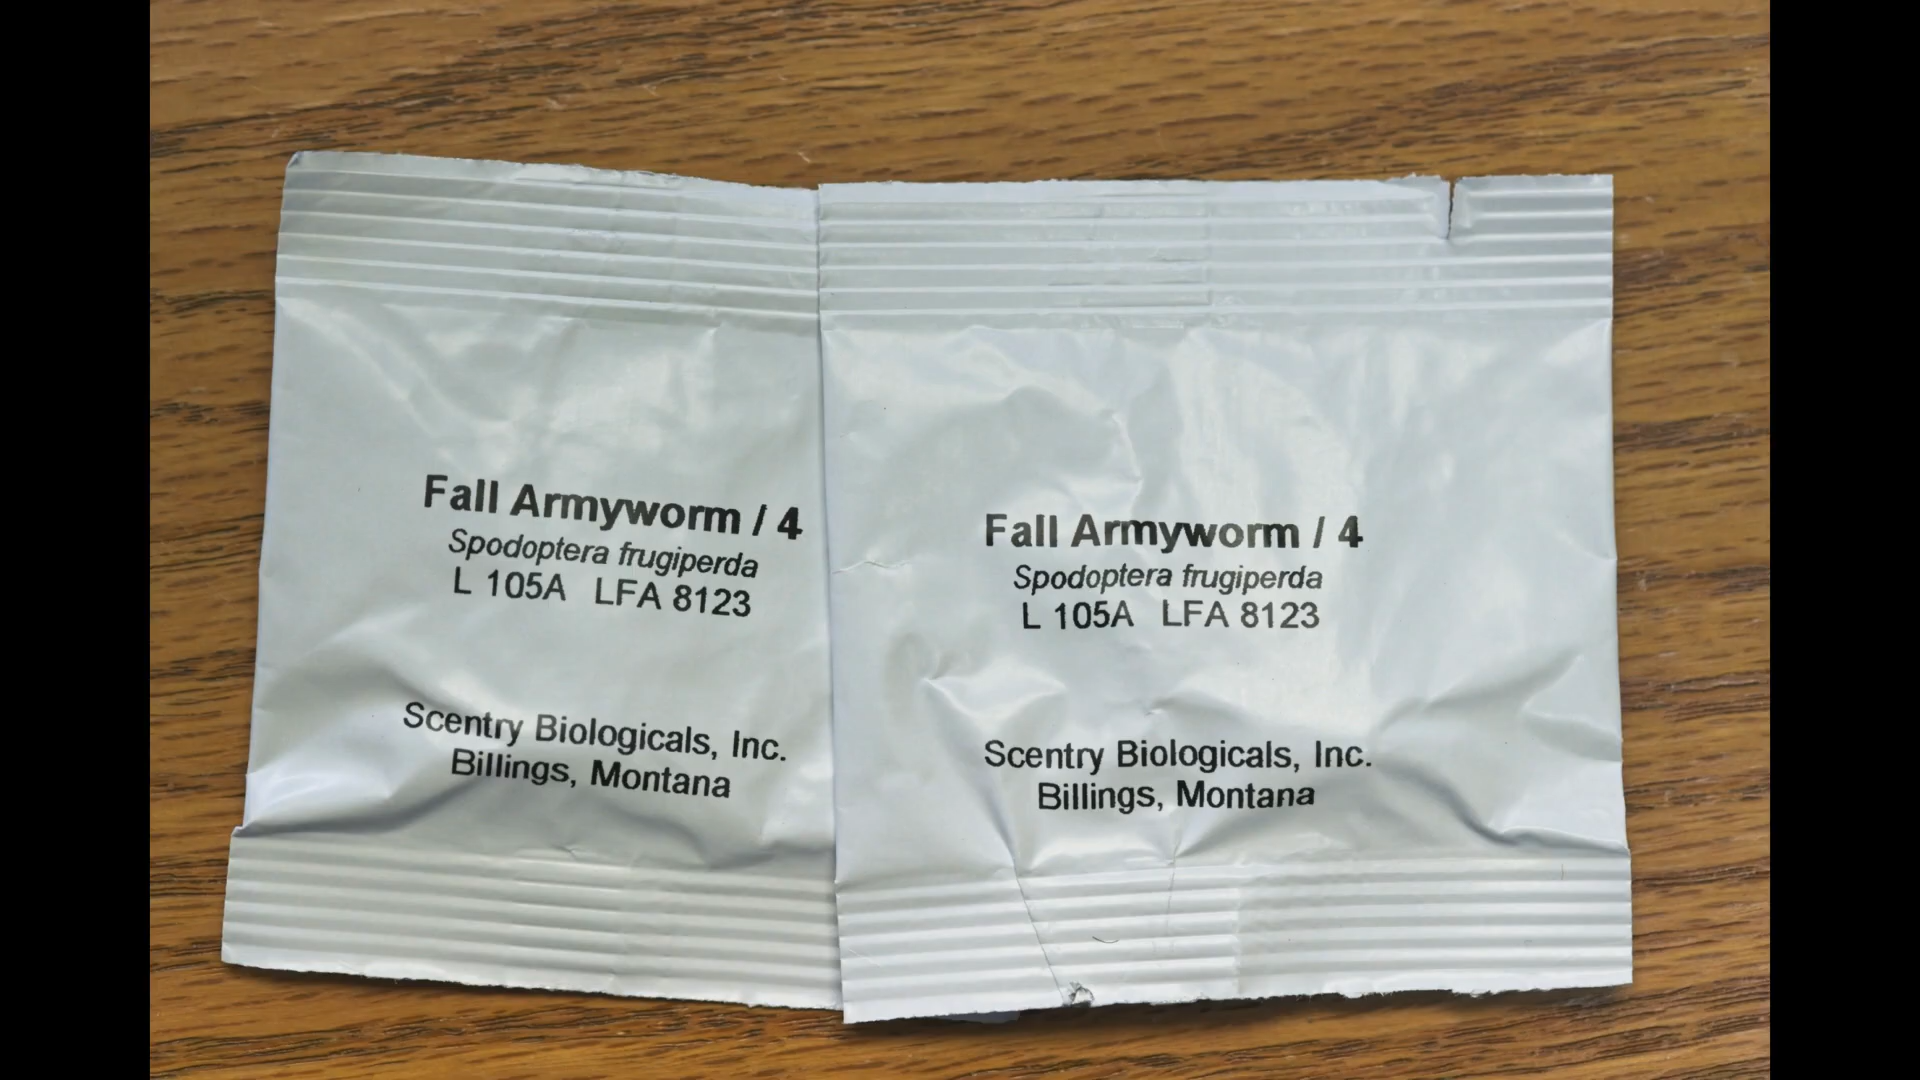 Fall Armyworm / 4
Spodoptera frugiperda
L 105A LFA 8123
Scentry Biologicals, Inc.
Billings, Montana
Fall Armyworm / 4
Spodoptera frugiperda
L 105A LFA 8123
Scentry Biologicals, Inc.
Billings, Montana